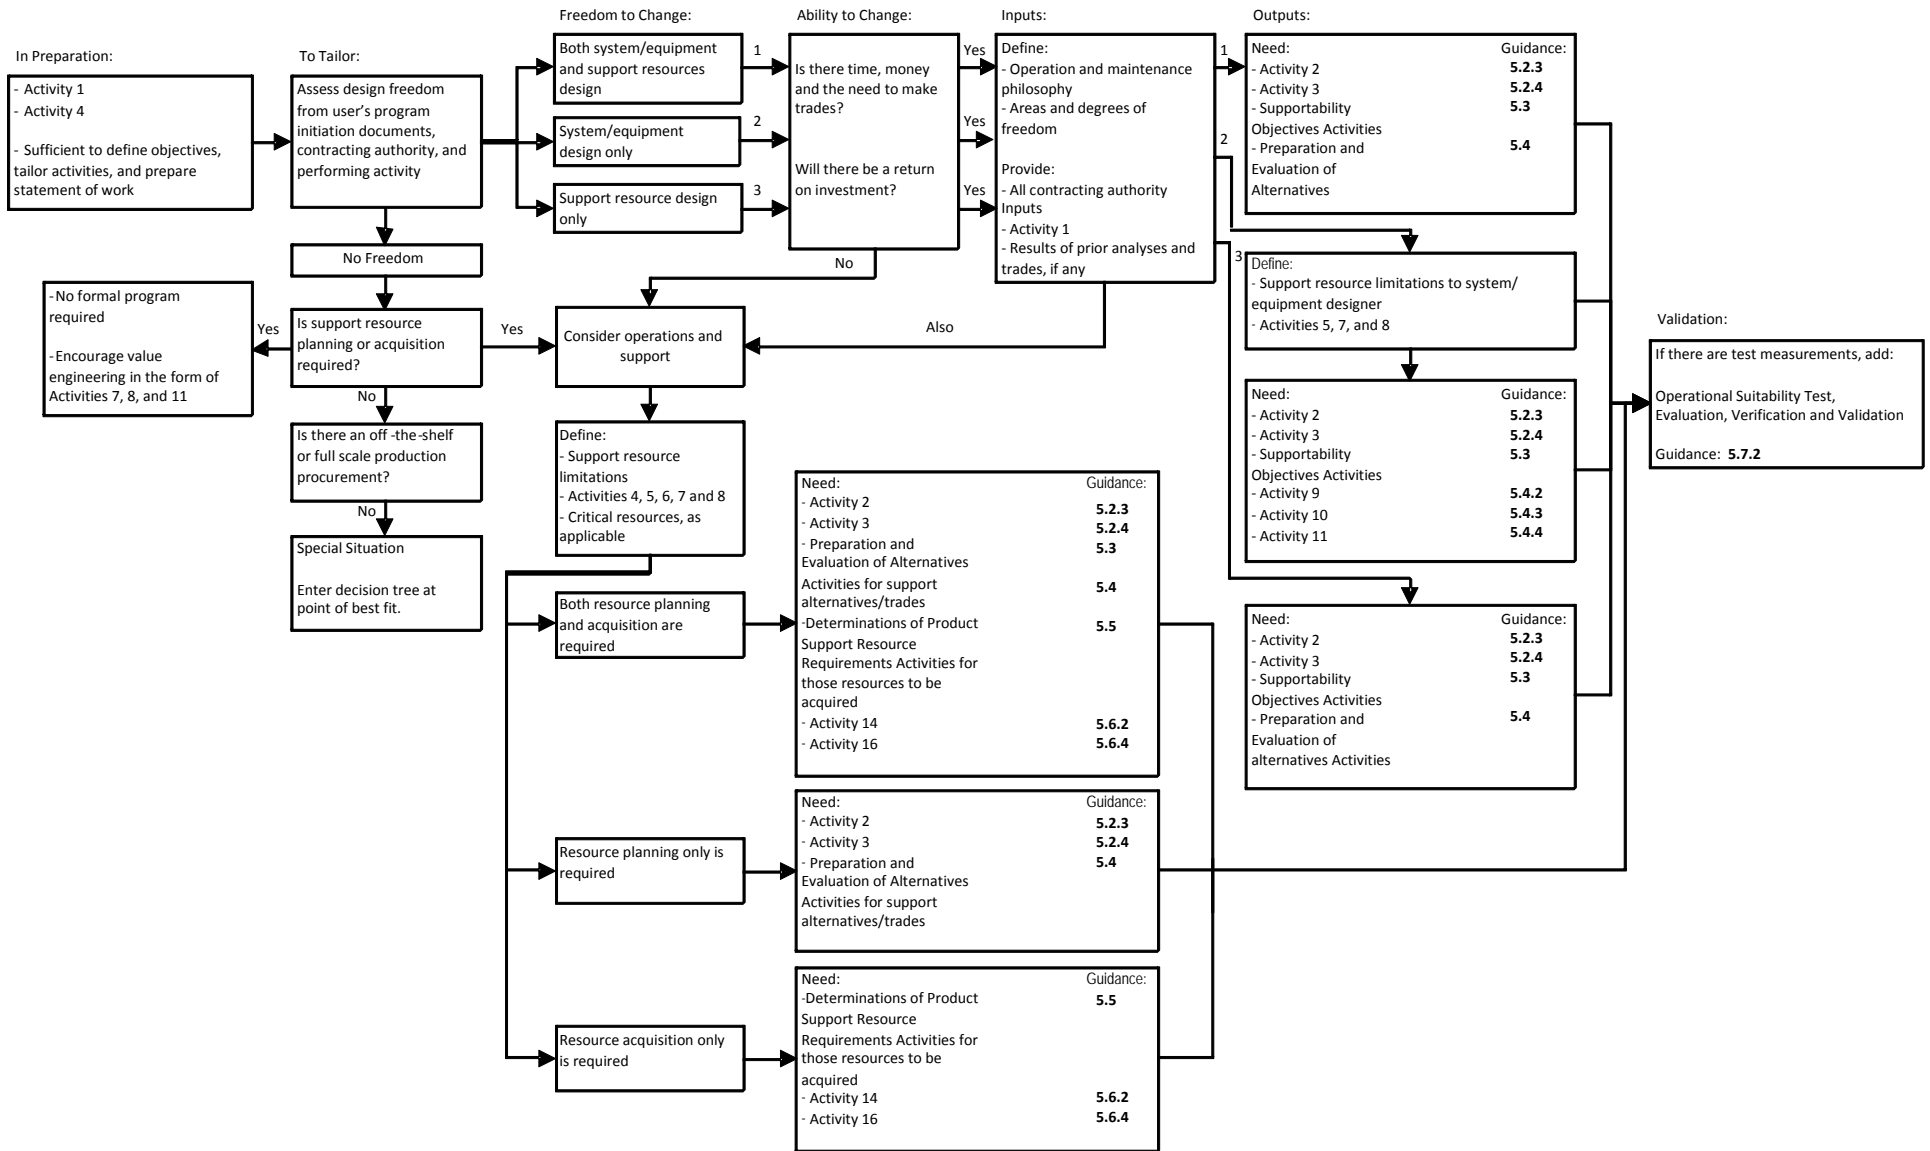 In Preparation:
- Activity 1
- Activity 4
- Sufficient to define objectives,
tailor activities, and prepare
statement of work
To Tailor:
Assess design freedom
from user's program
initiation documents,
contracting authority, and
performing activity
No Freedom
Is support resource
planning or acquisition
required?
Yes
-No formal program
required
-Encourage value
engineering in the form of
Activities 7, 8, and 11
No
Is there an off -the-shelf
or full scale production
procurement?
No
Special Situation
Enter decision tree at
point of best fit.
Freedom to Change:
Both system/equipment
and support resources
design
1
System/equipment
design only
2
Support resource design
only
3
Ability to Change:
Is there time, money
and the need to make
trades?
Will there be a return
on investment?
Yes
Yes
Yes
No
Yes
Consider operations and
support
Also
Define:
- Support resource
limitations
- Activities 4, 5, 6, 7 and 8
- Critical resources, as
applicable
Inputs:
Define:
- Operation and maintenance
philosophy
- Areas and degrees of
freedom
Provide:
- All contracting authority
Inputs
- Activity 1
- Results of prior analyses and
trades, if any
1
2
3
Outputs:
Need: Guidance:
- Activity 2 5.2.3
- Activity 3 5.2.4
- Supportability 5.3
Objectives Activities
- Preparation and 5.4
Evaluation of
Alternatives
Define:
- Support resource limitations to system/
equipment designer
- Activities 5, 7, and 8
Need: Guidance:
- Activity 2 5.2.3
- Activity 3 5.2.4
- Supportability 5.3
Objectives Activities
- Activity 9 5.4.2
- Activity 10 5.4.3
- Activity 11 5.4.4
Need: Guidance:
- Activity 2 5.2.3
- Activity 3 5.2.4
- Supportability 5.3
Objectives Activities
- Preparation and 5.4
Evaluation of
alternatives Activities
Validation:
If there are test measurements, add:
Operational Suitability Test,
Evaluation, Verification and Validation
Guidance: 5.7.2
Both resource planning
and acquisition are
required
Need: Guidance:
- Activity 2 5.2.3
- Activity 3 5.2.4
- Preparation and 5.3
Evaluation of Alternatives
Activities for support 5.4
alternatives/trades
-Determinations of Product 5.5
Support Resource
Requirements Activities for
those resources to be
acquired
- Activity 14 5.6.2
- Activity 16 5.6.4
Resource planning only is
required
Need: Guidance:
- Activity 2 5.2.3
- Activity 3 5.2.4
- Preparation and 5.4
Evaluation of Alternatives
Activities for support
alternatives/trades
Resource acquisition only
is required
Need: Guidance:
-Determinations of Product 5.5
Support Resource
Requirements Activities for
those resources to be
acquired
- Activity 14 5.6.2
- Activity 16 5.6.4